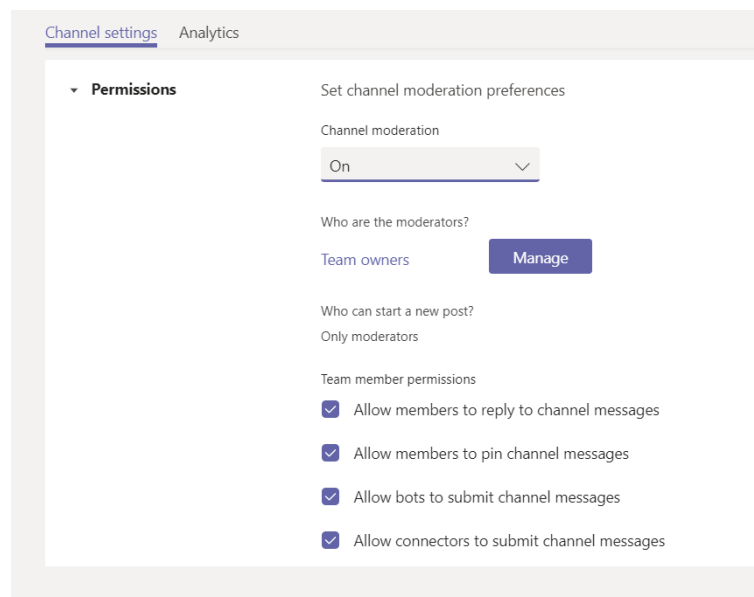 Channel settings Analytics
Permissions
Set channel moderation preferences
Channel moderation
On
Who are the moderators?
Team owners
Manage
Who can start a new post?
Only moderators
Team member permissions
Allow members to reply to channel messages
Allow members to pin channel messages
Allow bots to submit channel messages
Allow connectors to submit channel messages